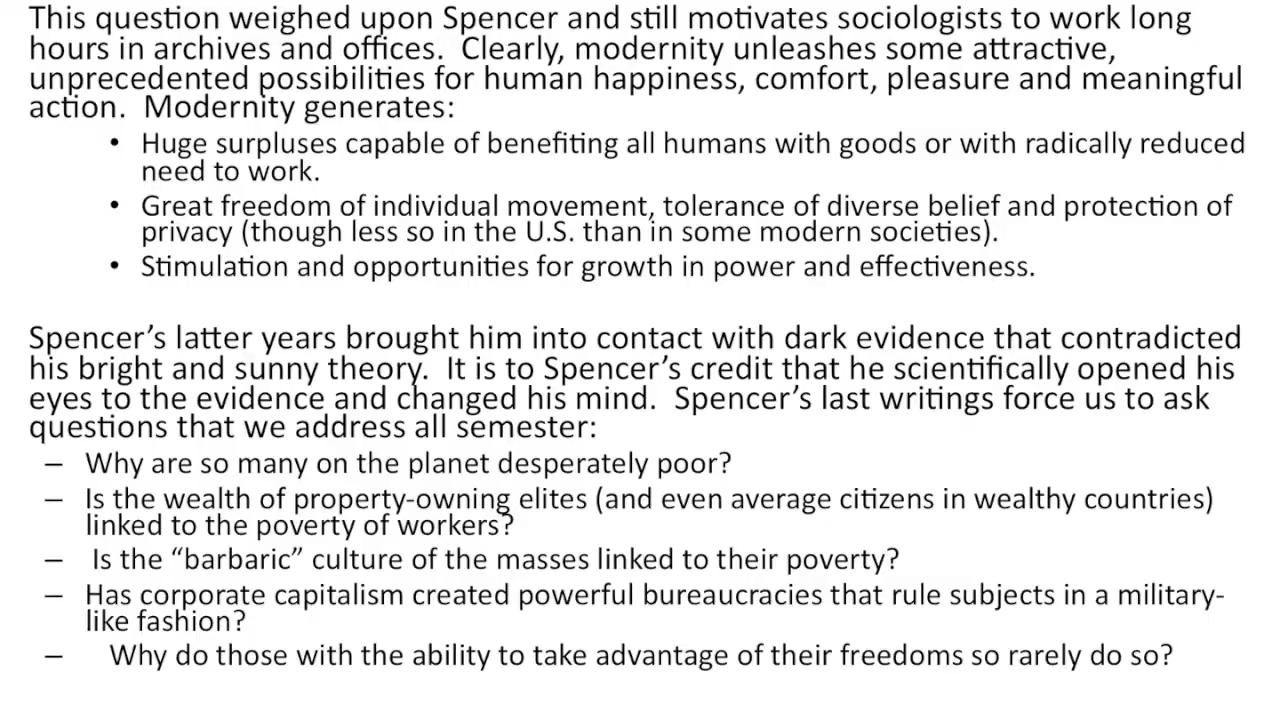 This question weighed upon Spencer and still motivates sociologists to work long
hours in archives and offices.  Clearly, modernity unleashes some attractive,
unprecedented possibilities for human happiness, comfort, pleasure and meaningful
action.  Modernity generates:
• Huge surpluses capable of benefiting all humans with goods or with radically reduced
need to work.
• Great freedom of individual movement, tolerance of diverse belief and protection of
privacy (though less so in the U.S. than in some modern societies).
• Stimulation and opportunities for growth in power and effectiveness.
Spencer’s latter years brought him into contact with dark evidence that contradicted
his bright and sunny theory.  It is to Spencer’s credit that he scientifically opened his
eyes to the evidence and changed his mind.  Spencer’s last writings force us to ask
questions that we address all semester:
– Why are so many on the planet desperately poor?
– Is the wealth of property-owning elites (and even average citizens in wealthy countries)
linked to the poverty of workers?
– Is the “barbaric” culture of the masses linked to their poverty?
– Has corporate capitalism created powerful bureaucracies that rule subjects in a military-
like fashion?
– Why do those with the ability to take advantage of their freedoms so rarely do so?